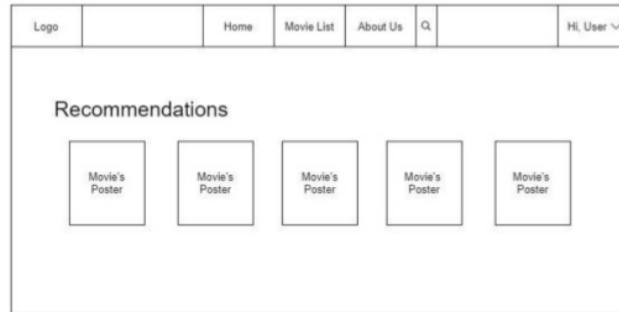 Logo
Home
Movie List
About Us
Hi, User
Recommendations
Movie's
Poster
Movie's
Poster
Movie's
Poster
Movie's
Poster
Movie's
Poster